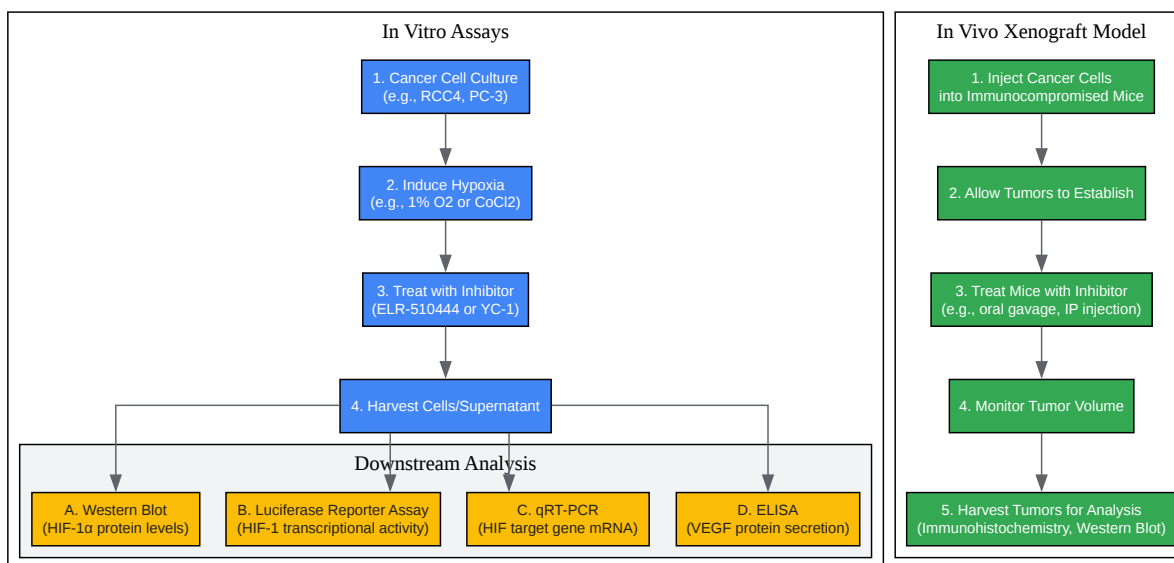 In Vitro Assays
1. Cancer Cell Culture
(e.g., RCC4, PC-3)
2. Induce Hypoxia
(e.g., 1% O2 or CoCl2)
3. Treat with Inhibitor
(ELR-510444 or YC-1)
4. Harvest Cells/Supernatant
Downstream Analysis
A. Western Blot
(HIF-1α protein levels)
B. Luciferase Reporter Assay
(HIF-1 transcriptional activity)
C. qRT-PCR
(HIF target gene mRNA)
D. ELISA
(VEGF protein secretion)
In Vivo Xenograft Model
1. Inject Cancer Cells
into Immunocompromised Mice
2. Allow Tumors to Establish
3. Treat Mice with Inhibitor
(e.g., oral gavage, IP injection)
4. Monitor Tumor Volume
5. Harvest Tumors for Analysis
(Immunohistochemistry, Western Blot)